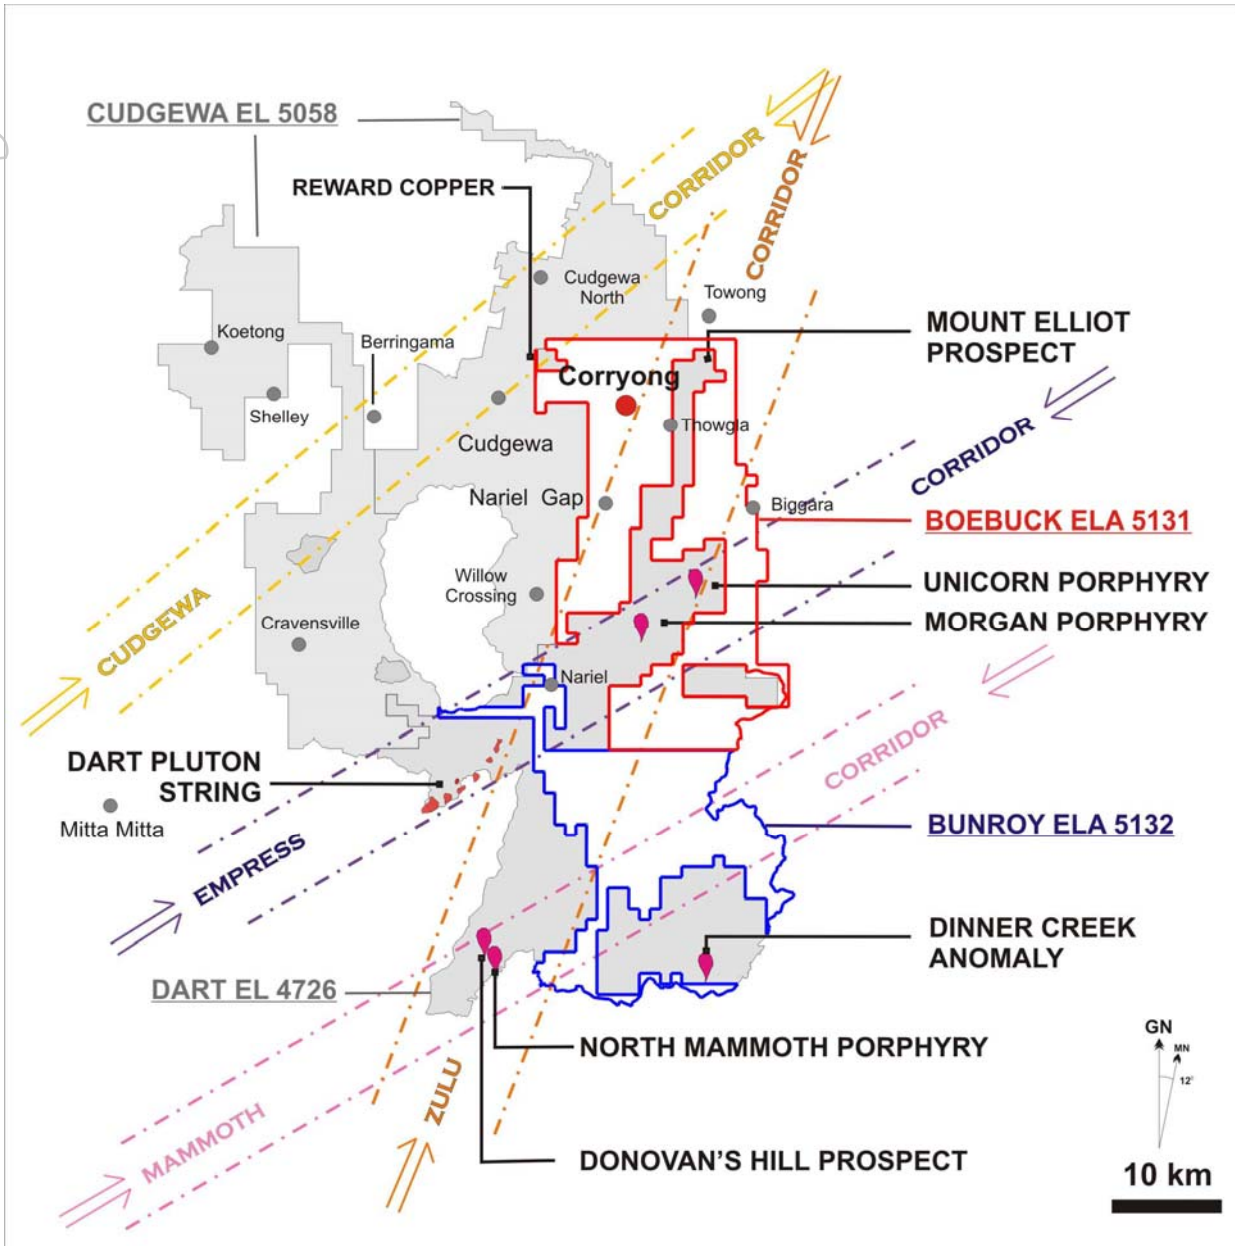 CUDGEWA EL 5058
CORRIDOR
CORRIDOR
REWARD COPPER
Cudgewa
North
Towong
Koetong
Berringama
MOUNT ELLIOT
PROSPECT
Corryong
Shelley
Thowgla
Cudgewa
CORRIDOR
Nariel Gap
Biggara
BOEBUCK ELA 5131
Willow
Crossing
UNICORN PORPHYRY
CUDGEWA
Cravensville
MORGAN PORPHYRY
Nariel
CORRIDOR
DART PLUTON
STRING
Mitta Mitta
BUNROY ELA 5132
EMPRESS
DINNER CREEK
ANOMALY
DART EL 4726
NORTH MAMMOTH PORPHYRY
GN
MN
12°
ZULU
MAMMOTH
DONOVAN'S HILL PROSPECT
10 km